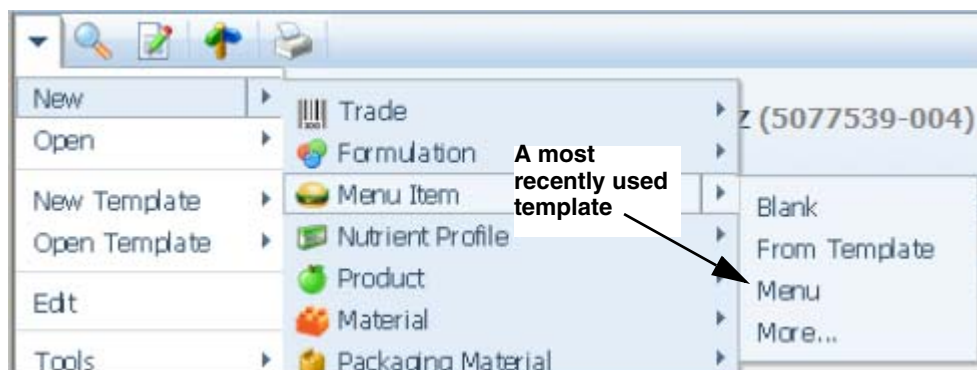 New
Open
New Template
Open Template
Edit
Tools
Trade
Formulation
Menu Item
Nutrient Profile
Product
Material
Packaging Material
A most
recently used
template
z (5077539-004)
Blank
From Template
Menu
More...